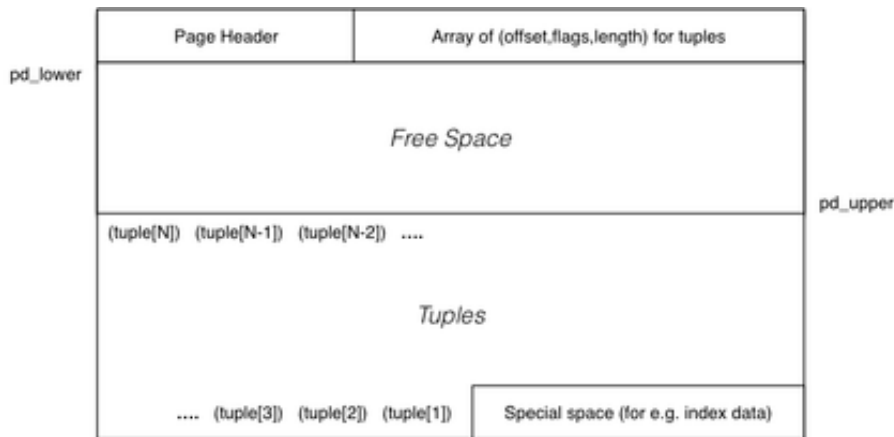 Page Header Array of (offset,flags,length) for tuples
pd_lower
Free Space
pd_upper
(tuple[N]) (tuple[N-1]) (tuple[N-2]) ....
Tuples
.... (tuple[3]) (tuple[2]) (tuple[1]) Special space (for e.g. index data)